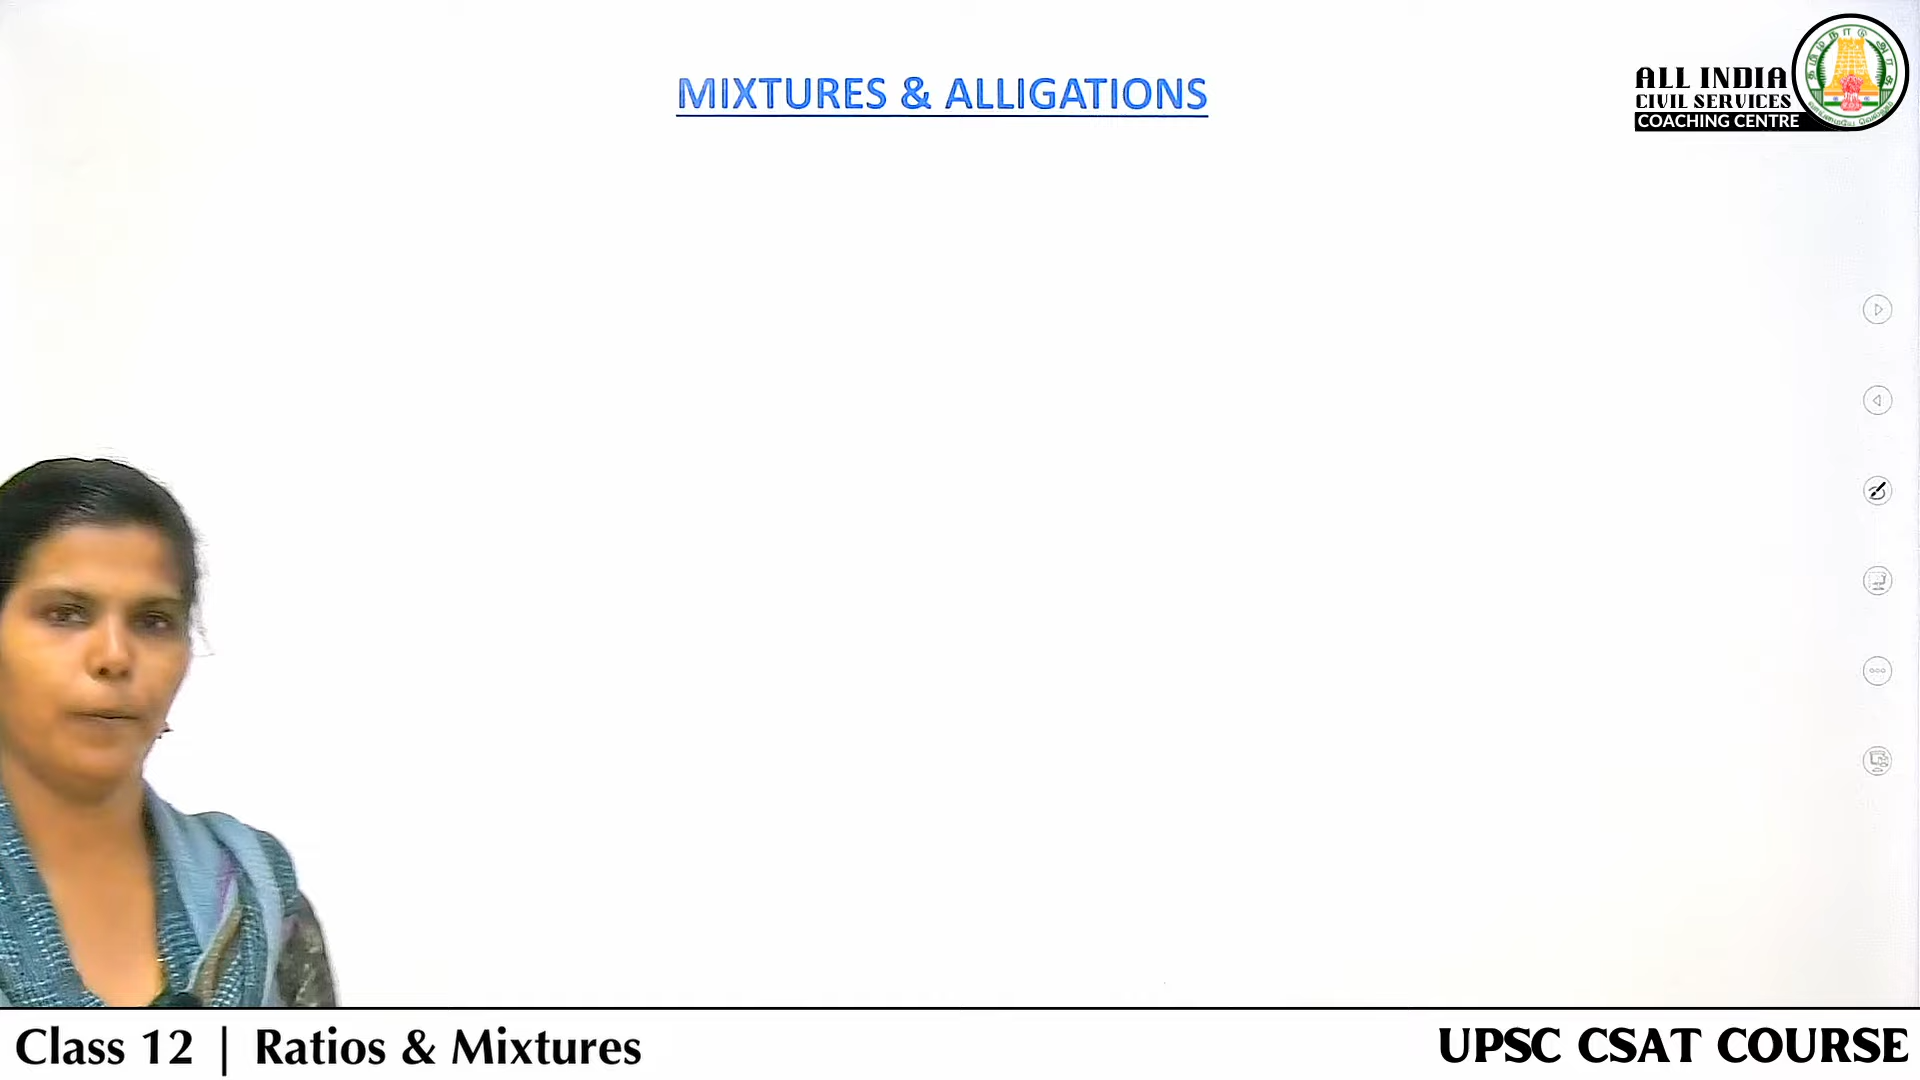 MIXTURES & ALLIGATIONS
ALL INDIA
CIVIL SERVICES
COACHING CENTRE
Class 12 | Ratios & Mixtures
UPSC CSAT COURSE